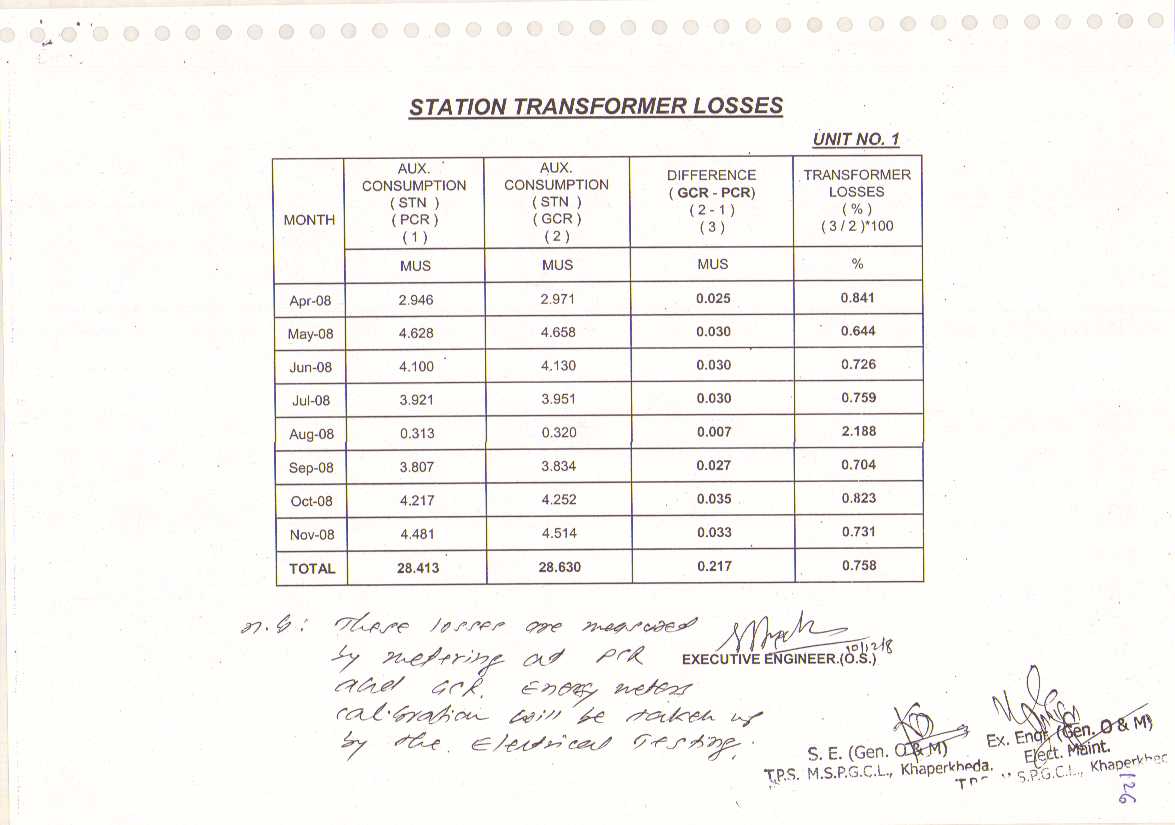 STATION TRANSFORMER LOSSES
UNIT NO. 1
MONTH AUX. CONSUMPTION ( STN ) ( PCR ) ( 1 ) AUX. CONSUMPTION ( STN ) ( GCR ) ( 2 ) DIFFERENCE ( GCR - PCR) ( 2 - 1 ) ( 3 ) TRANSFORMER LOSSES ( % ) ( 3 / 2 )*100
MUS MUS MUS %
Apr-08 2.946 2.971 0.025 0.841
May-08 4.628 4.658 0.030 0.644
Jun-08 4.100 4.130 0.030 0.726
Jul-08 3.921 3.951 0.030 0.759
Aug-08 0.313 0.320 0.007 2.188
Sep-08 3.807 3.834 0.027 0.704
Oct-08 4.217 4.252 0.035 0.823
Nov-08 4.481 4.514 0.033 0.731
TOTAL 28.413 28.630 0.217 0.758
These losses are measured
by metering at PCR
and GCR. Energy meters
calibration will be taken up
by the. Electrical Testing.
10/12/8
EXECUTIVE ENGINEER.(O.S.)
S. E. (Gen. O & M)
T.P.S. M.S.P.G.C.L., Khaperkheda.
Ex. Engr. (Gen. O & M)
Elect. Maint.
S.P.G.C.L., Khaperkhed
126